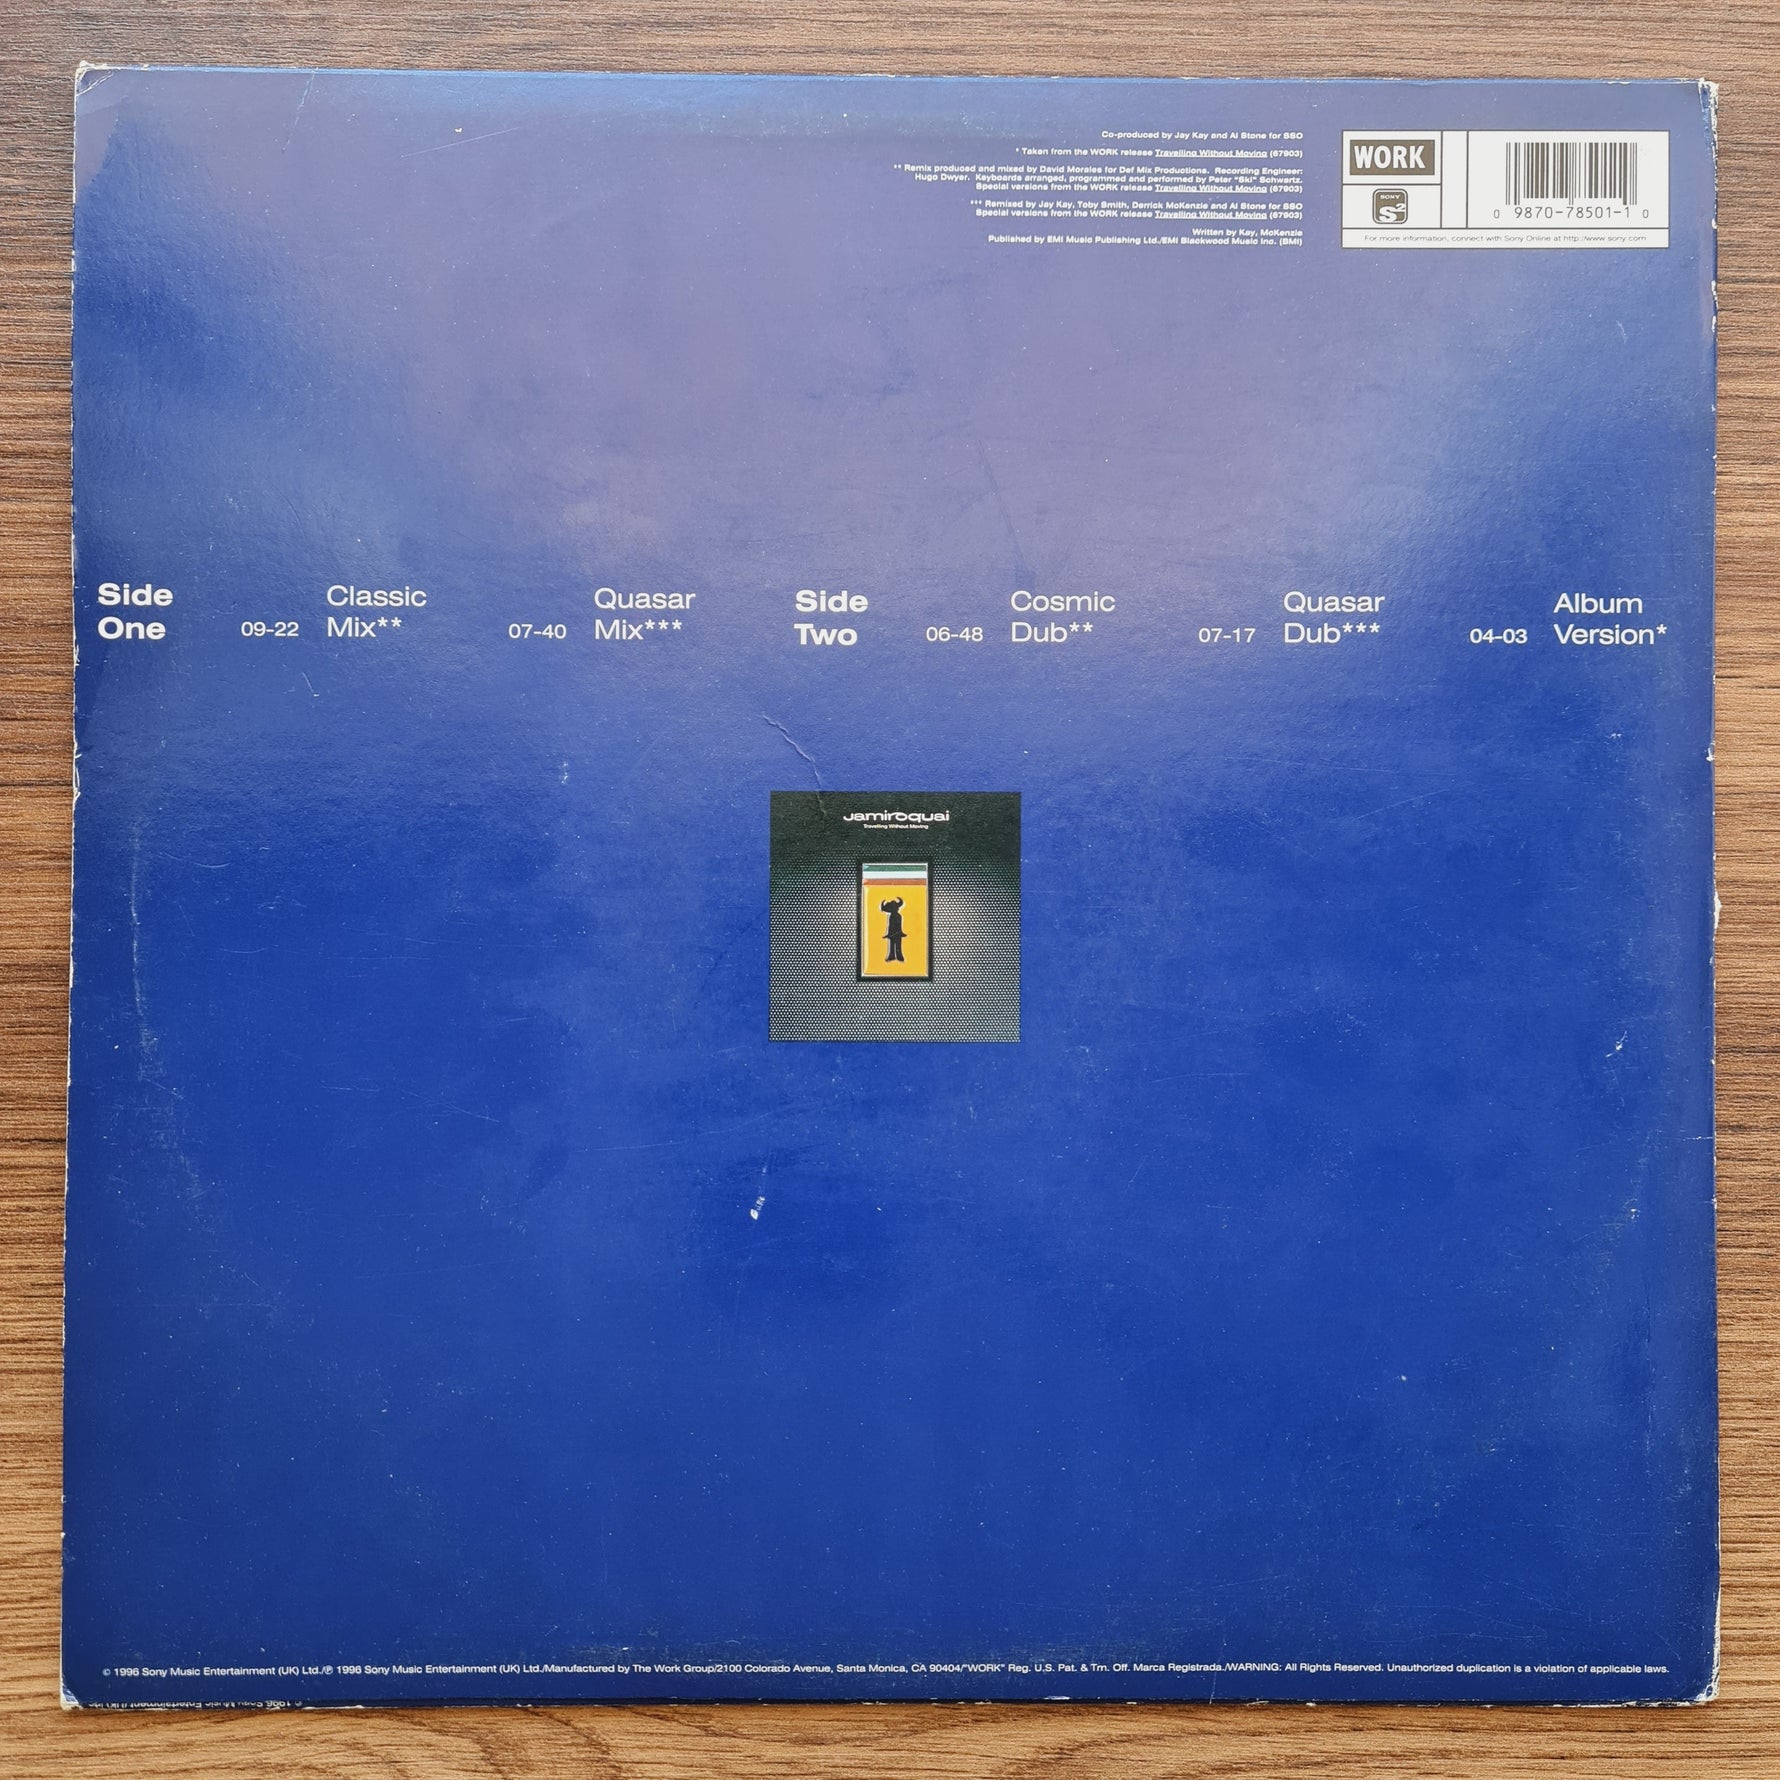 Co-produced by Jay Kay and Al Stone for SSO
* Taken from the WORK release Travelling Without Moving (67903)
** Remix produced and mixed by David Morales for Def Mix Productions. Recording Engineer:
Hugo Dwyer. Keyboards arranged, programmed and performed by Peter "Ski" Schwartz.
Special versions from the WORK release Travelling Without Moving (67903)
*** Remixed by Jay Kay, Toby Smith, Derrick McKenzie and Al Stone for SSO
Special versions from the WORK release Travelling Without Moving (67903)
Written by Kay, McKenzie
Published by EMI Music Publishing Ltd./EMI Blackwood Music Inc. (BMI)
WORK
SONY
S2
0 9870-78501-1 0
For more information, connect with Sony Online at http://www.sony.com
Side
One
09-22 Classic
Mix**
07-40 Quasar
Mix***
Side
Two
06-48 Cosmic
Dub**
07-17 Quasar
Dub***
04-03 Album
Version*
Jamiroquai
Travelling Without Moving
© 1996 Sony Music Entertainment (UK) Ltd./℗ 1996 Sony Music Entertainment (UK) Ltd./Manufactured by The Work Group/2100 Colorado Avenue, Santa Monica, CA 90404/"WORK" Reg. U.S. Pat. & Tm. Off. Marca Registrada./WARNING: All Rights Reserved. Unauthorized duplication is a violation of applicable laws.
© 1996 Sony Music Entertainment (UK) Ltd.